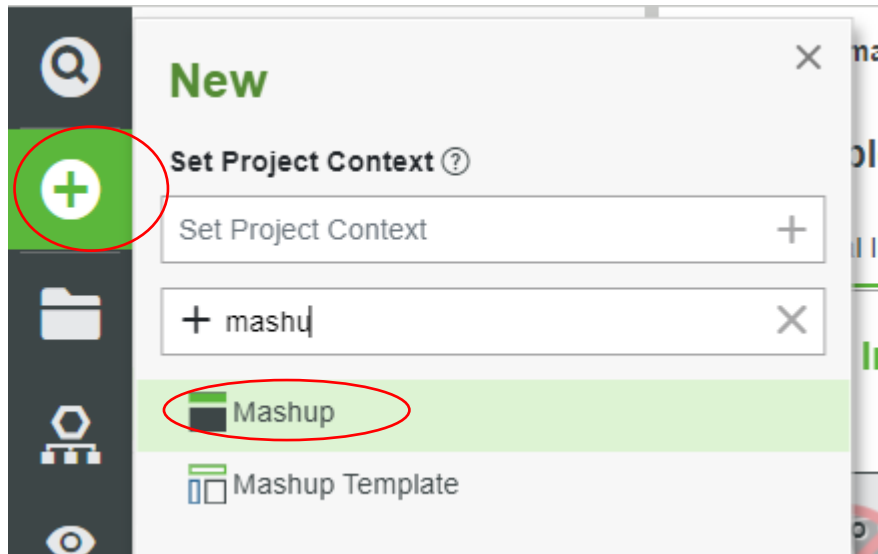 New
Set Project Context ?
Set Project Context
mashu
Mashup
Mashup Template